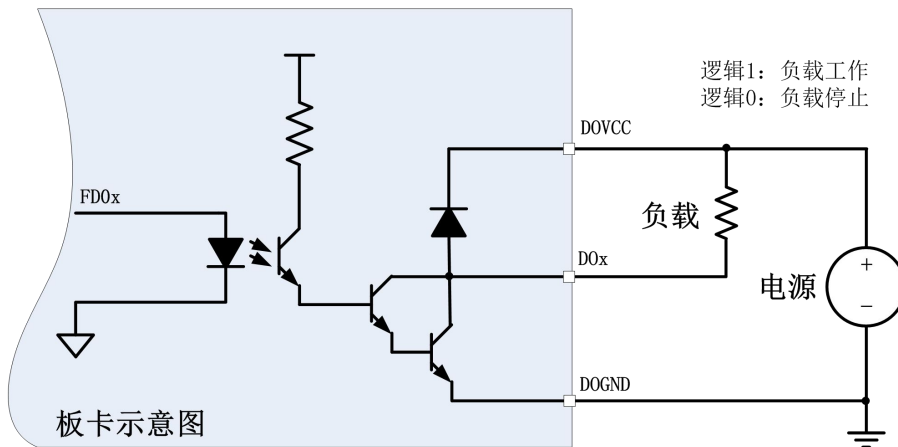 逻辑1：负载工作
逻辑0：负载停止
DOVCC
FDOx
负载
DOx
电源
+
−
DOGND
板卡示意图